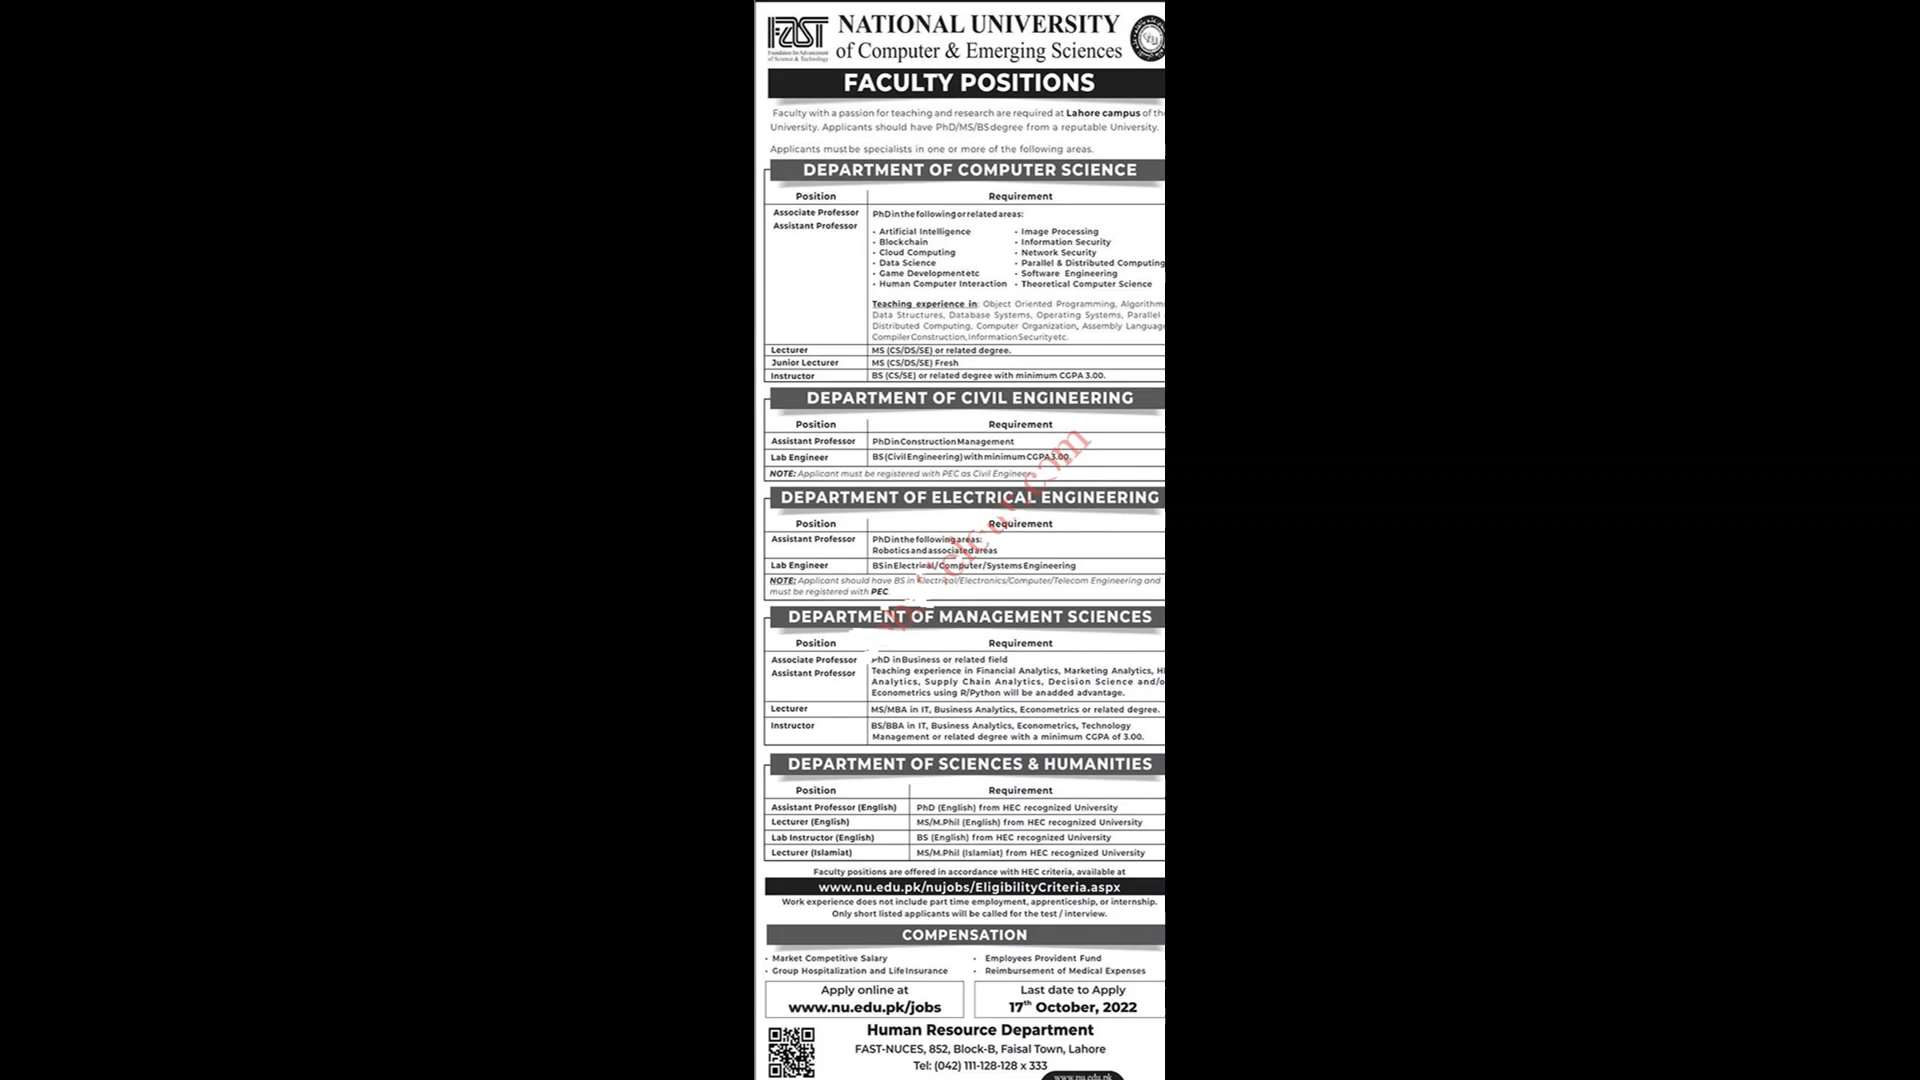 FAST
Foundation for Advancement
of Science & Technology
NATIONAL UNIVERSITY
of Computer & Emerging Sciences
FACULTY POSITIONS
Faculty with a passion for teaching and research are required at Lahore campus of th
University. Applicants should have PhD/MS/BS degree from a reputable University.
Applicants must be specialists in one or more of the following areas.
DEPARTMENT OF COMPUTER SCIENCE
Position Requirement
Associate Professor
Assistant Professor
PhD in the following or related areas:
• Artificial Intelligence
• Blockchain
• Cloud Computing
• Data Science
• Game Development etc
• Human Computer Interaction
• Image Processing
• Information Security
• Network Security
• Parallel & Distributed Computing
• Software Engineering
• Theoretical Computer Science
Teaching experience in: Object Oriented Programming, Algorithm
Data Structures, Database Systems, Operating Systems, Parallel
Distributed Computing, Computer Organization, Assembly Language
Compiler Construction, Information Security etc.
Lecturer MS (CS/DS/SE) or related degree.
Junior Lecturer MS (CS/DS/SE) Fresh
Instructor BS (CS/SE) or related degree with minimum CGPA 3.00.
DEPARTMENT OF CIVIL ENGINEERING
Position Requirement
Assistant Professor PhD in Construction Management
Lab Engineer BS (Civil Engineering) with minimum CGPA 3.00.
NOTE: Applicant must be registered with PEC as Civil Engineer
DEPARTMENT OF ELECTRICAL ENGINEERING
Position Requirement
Assistant Professor PhD in the following areas:
Robotics and associated areas
Lab Engineer BS in Electrical/Computer/Systems Engineering
NOTE: Applicant should have BS in Electrical/Electronics/Computer/Telecom Engineering and
must be registered with PEC.
DEPARTMENT OF MANAGEMENT SCIENCES
Position Requirement
Associate Professor
Assistant Professor
PhD in Business or related field
Teaching experience in Financial Analytics, Marketing Analytics, H
Analytics, Supply Chain Analytics, Decision Science and/o
Econometrics using R/Python will be anadded advantage.
Lecturer MS/MBA in IT, Business Analytics, Econometrics or related degree.
Instructor BS/BBA in IT, Business Analytics, Econometrics, Technology
Management or related degree with a minimum CGPA of 3.00.
DEPARTMENT OF SCIENCES & HUMANITIES
Position Requirement
Assistant Professor (English) PhD (English) from HEC recognized University
Lecturer (English) MS/M.Phil (English) from HEC recognized University
Lab Instructor (English) BS (English) from HEC recognized University
Lecturer (Islamiat) MS/M.Phil (Islamiat) from HEC recognized University
Faculty positions are offered in accordance with HEC criteria, available at
www.nu.edu.pk/nujobs/EligibilityCriteria.aspx
Work experience does not include part time employment, apprenticeship, or internship.
Only short listed applicants will be called for the test / interview.
COMPENSATION
• Market Competitive Salary
• Group Hospitalization and Life Insurance
• Employees Provident Fund
• Reimbursement of Medical Expenses
Apply online at
www.nu.edu.pk/jobs
Last date to Apply
17th October, 2022
Human Resource Department
FAST-NUCES, 852, Block-B, Faisal Town, Lahore
Tel: (042) 111-128-128 x 333
www.nu.edu.pk